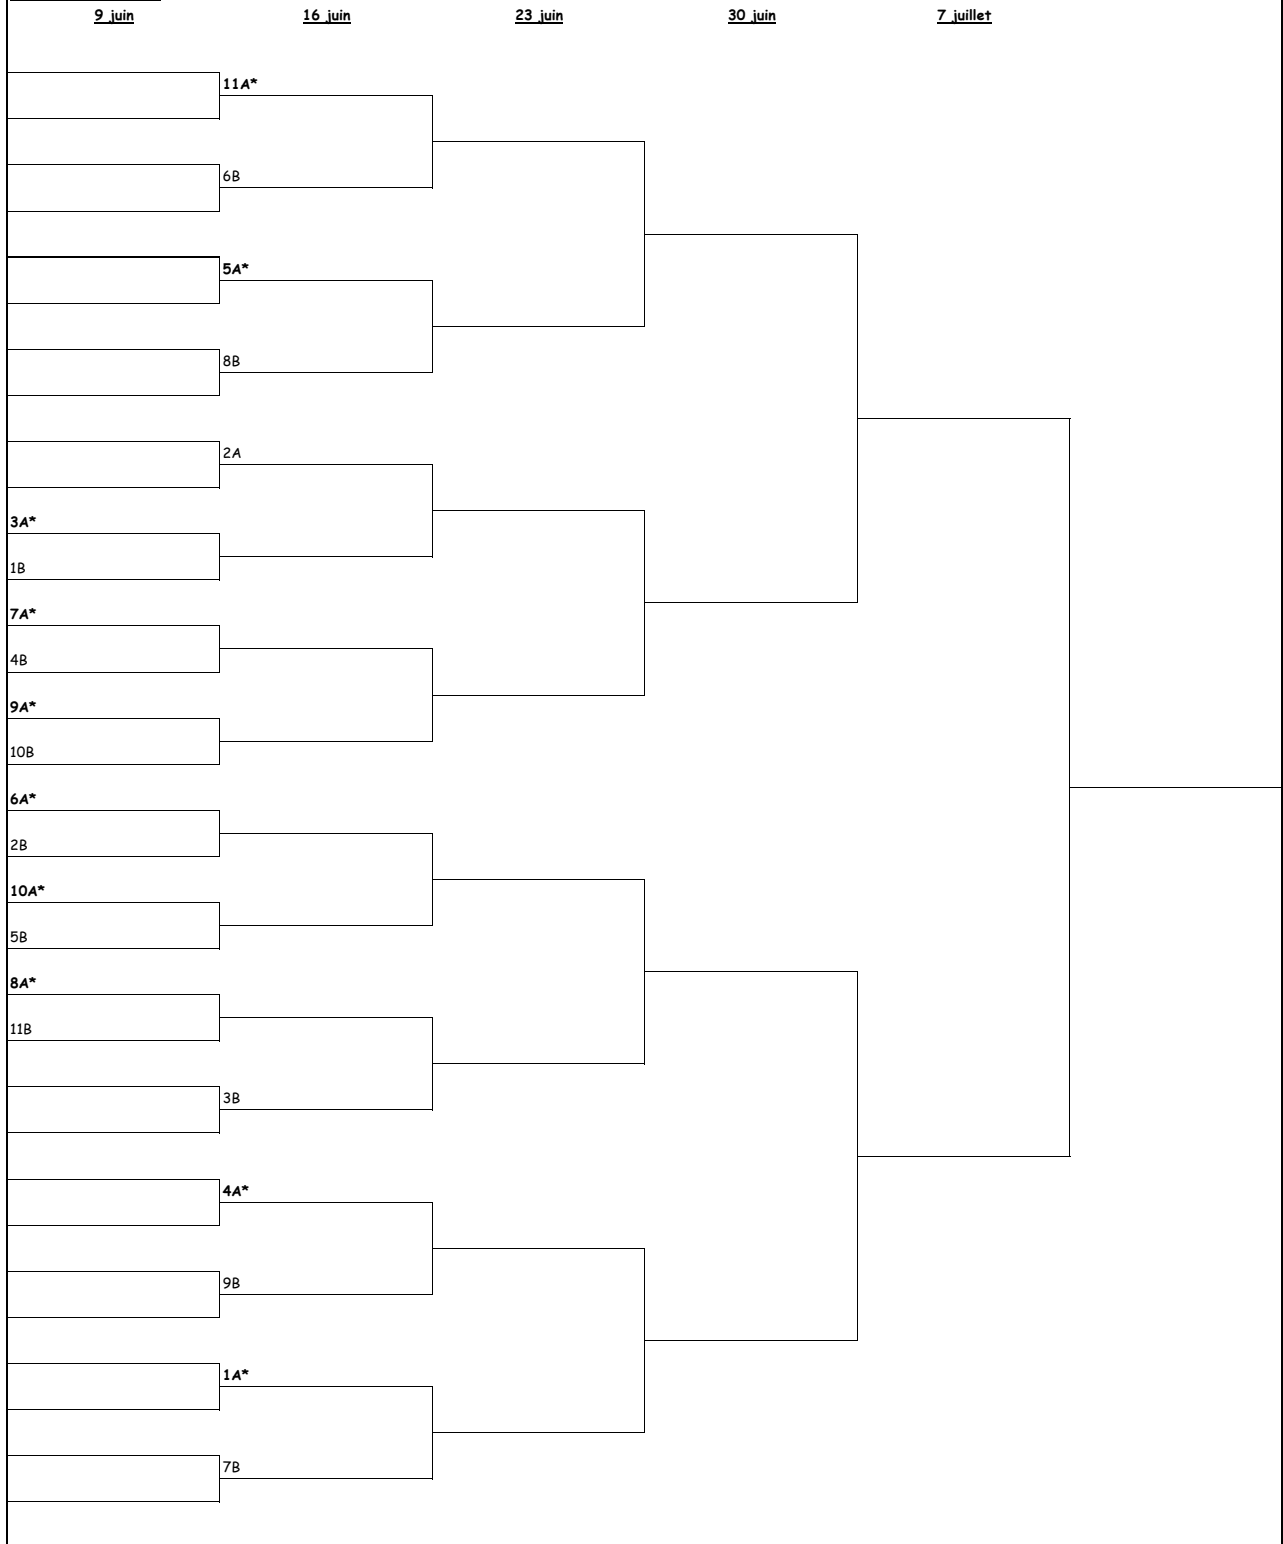 9 juin 16 juin 23 juin 30 juin 7 juillet
11A*
6B
5A*
8B
2A
3A*
1B
7A*
4B
9A*
10B
6A*
2B
10A*
5B
8A*
11B
3B
4A*
9B
1A*
7B